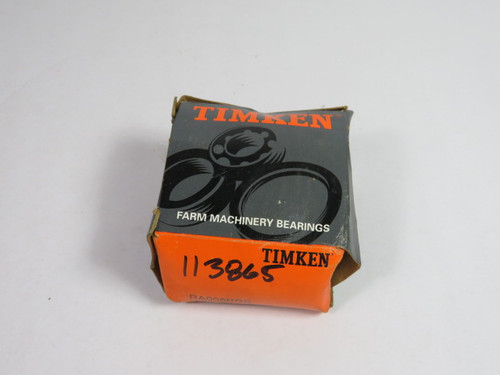 TIMKEN
FARM MACHINERY BEARINGS
TIMKEN
113865